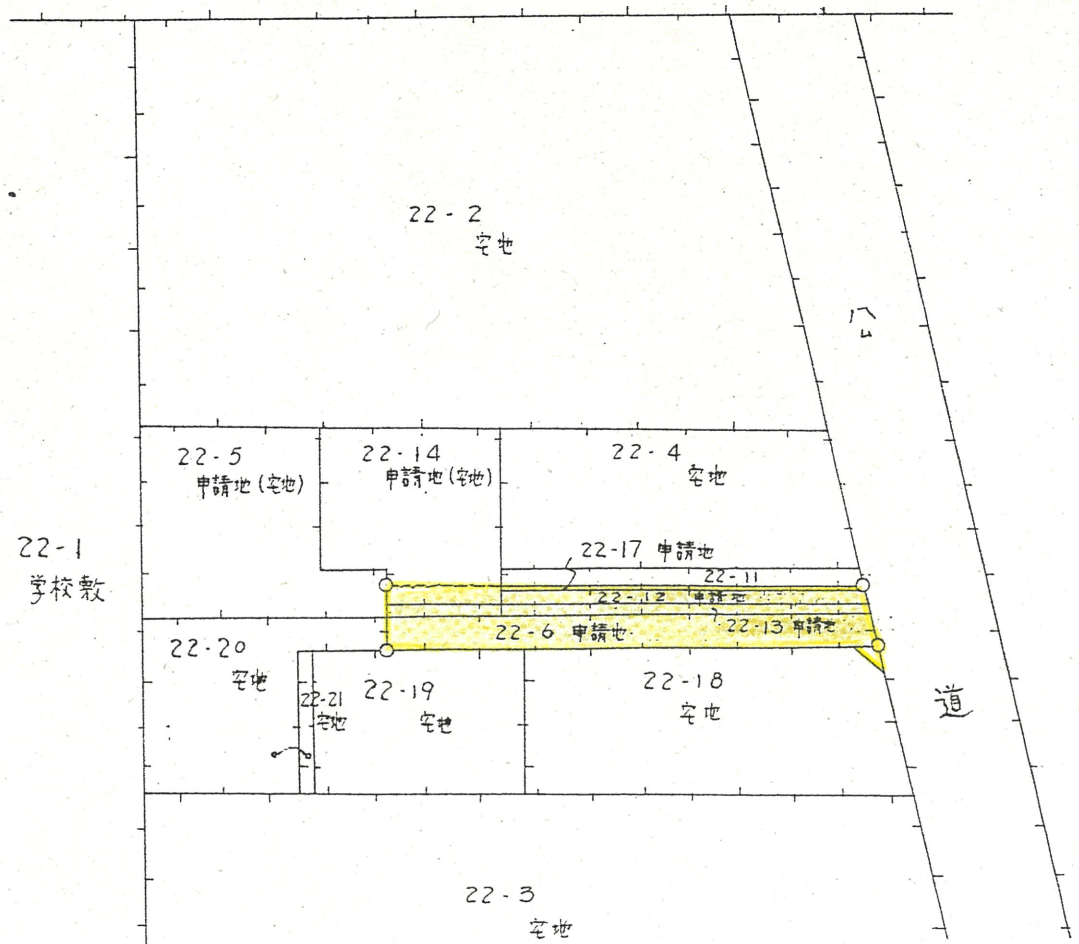 22-2
宅地
公
22-5
申請地(宅地)
22-14
申請地(宅地)
22-4
宅地
22-1
学校敷
22-17 申請地
22-11
22-12 申請地
22-6 申請地
22-13 申請地
22-20
宅地
22-21
宅地
22-19
宅地
22-18
宅地
道
22-3
宅地